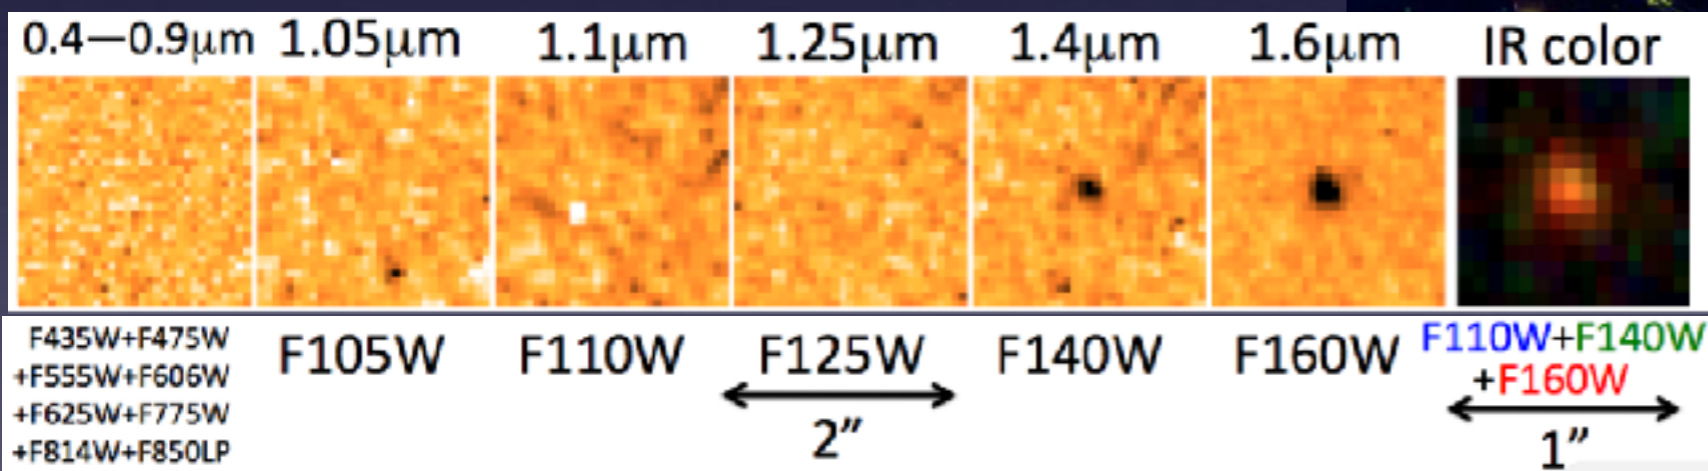 0.4—0.9μm 1.05μm 1.1μm 1.25μm 1.4μm 1.6μm IR color
F435W+F475W
+F555W+F606W
+F625W+F775W
+F814W+F850LP
F105W F110W F125W F140W F160W
2”
F110W+F140W
+F160W
1”